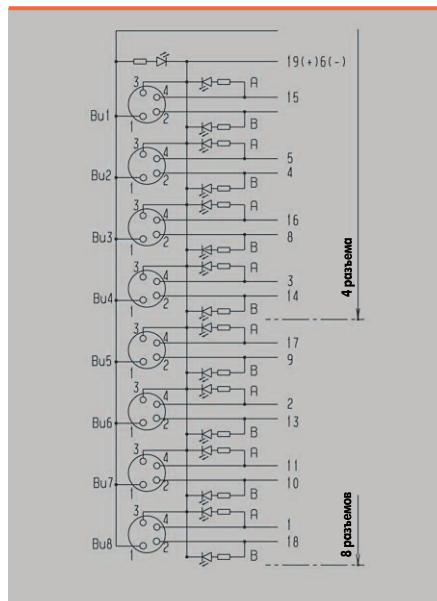 19(+)6(-)
3 A
4 15
Bu1 1 2
B
3 A
4 5
Bu2 1 2 4
B
3 A
4 16
Bu3 1 2 8
B
3 A
4 3
Bu4 1 2 14
B
4 разъема
3 A
4 17
Bu5 1 2 9
B
3 A
4 2
Bu6 1 2 13
B
3 A
4 11
Bu7 1 2 10
B
3 A
4 1
Bu8 1 2 18
B
8 разъемов